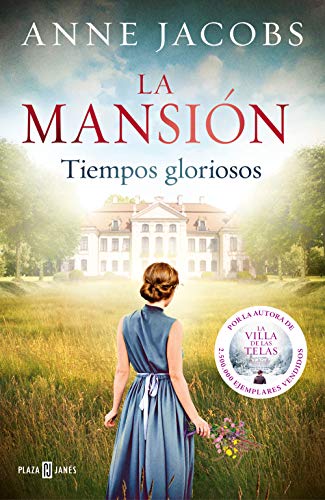 ANNE JACOBS
LA
MANSIÓN
Tiempos gloriosos
POR LA AUTORA DE
LA
VILLA
DE LAS
TELAS
2.500.000 EJEMPLARES VENDIDOS
PLAZA JANÉS